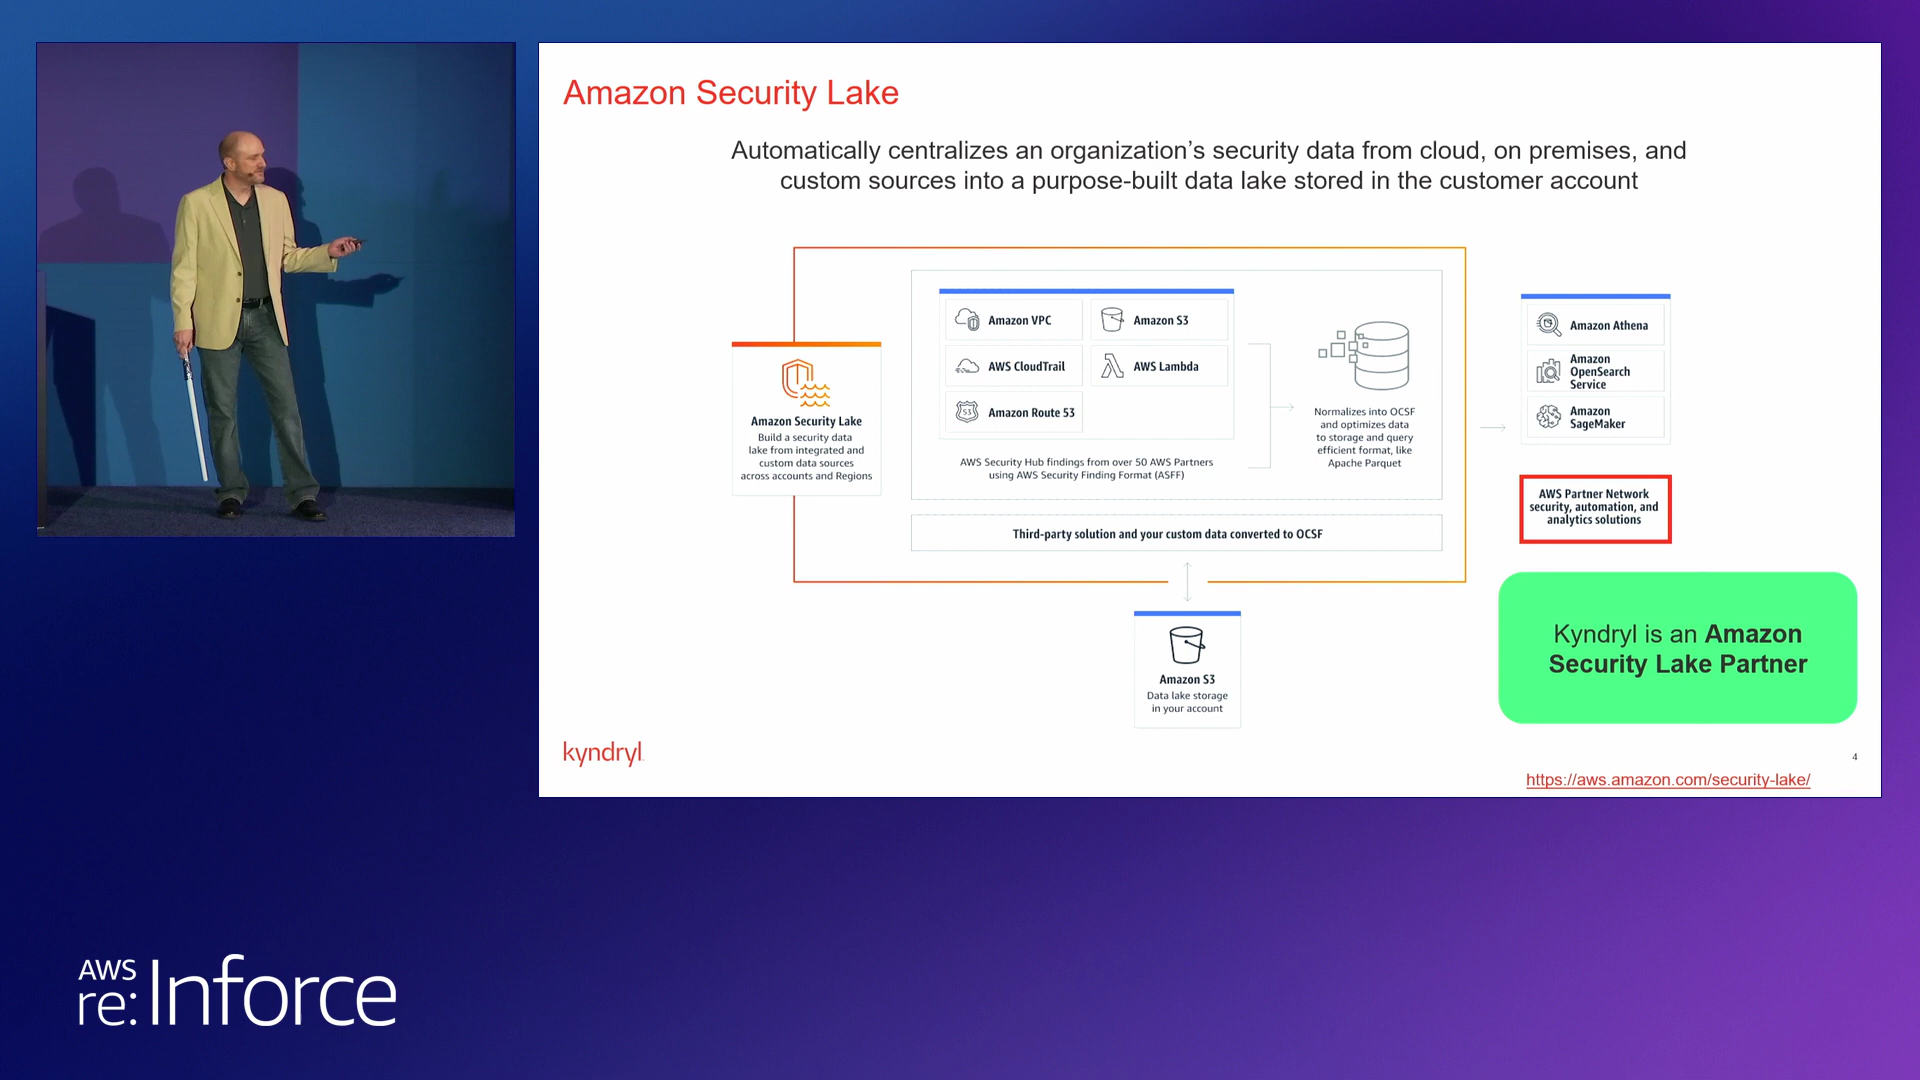 Amazon Security Lake
Automatically centralizes an organization's security data from cloud, on premises, and
custom sources into a purpose-built data lake stored in the customer account
Amazon Security Lake
Build a security data
lake from integrated and
custom data sources
across accounts and Regions
Amazon VPC
Amazon S3
AWS CloudTrail
AWS Lambda
53
Amazon Route 53
AWS Security Hub findings from over 50 AWS Partners
using AWS Security Finding Format (ASFF)
Normalizes into OCSF
and optimizes data
to storage and query
efficient format, like
Apache Parquet
Third-party solution and your custom data converted to OCSF
Amazon S3
Data lake storage
in your account
Amazon Athena
Amazon
OpenSearch
Service
Amazon
SageMaker
AWS Partner Network
security, automation, and
analytics solutions
Kyndryl is an Amazon
Security Lake Partner
kyndryl
4
https://aws.amazon.com/security-lake/
AWS
re:Inforce